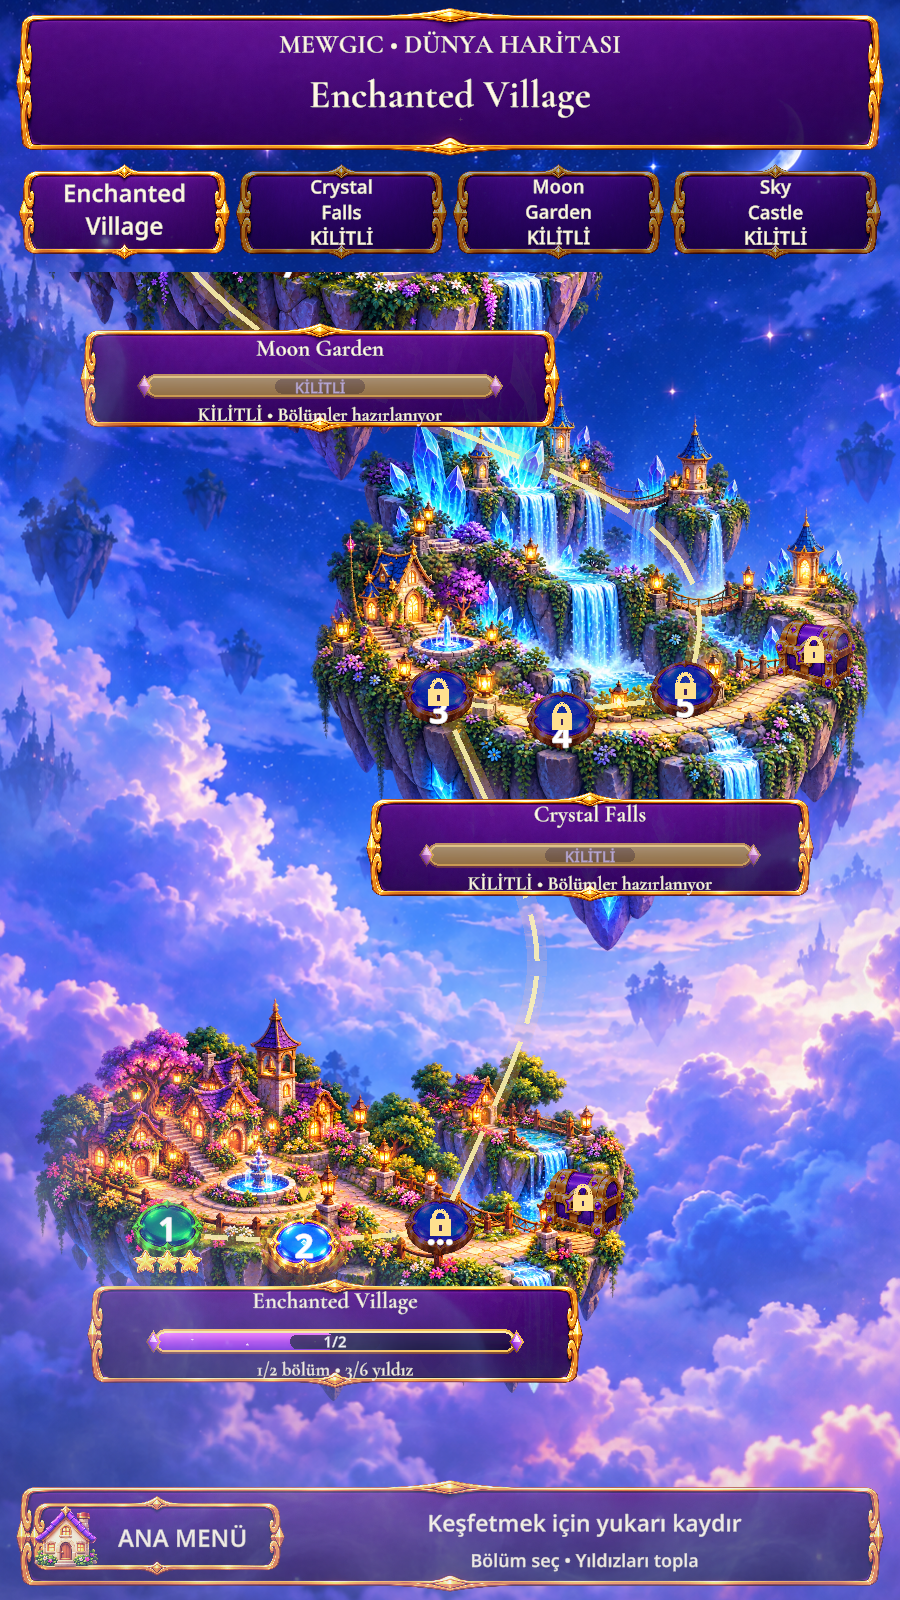 MEWGIC • DÜNYA HARİTASI
Enchanted Village
Enchanted
Village
Crystal
Falls
KİLİTLİ
Moon
Garden
KİLİTLİ
Sky
Castle
KİLİTLİ
Moon Garden
KİLİTLİ
KİLİTLİ • Bölümler hazırlanıyor
3
4
5
Crystal Falls
KİLİTLİ
KİLİTLİ • Bölümler hazırlanıyor
1
2
...
Enchanted Village
1/2
1/2 bölüm • 3/6 yıldız
ANA MENÜ
Keşfetmek için yukarı kaydır
Bölüm seç • Yıldızları topla